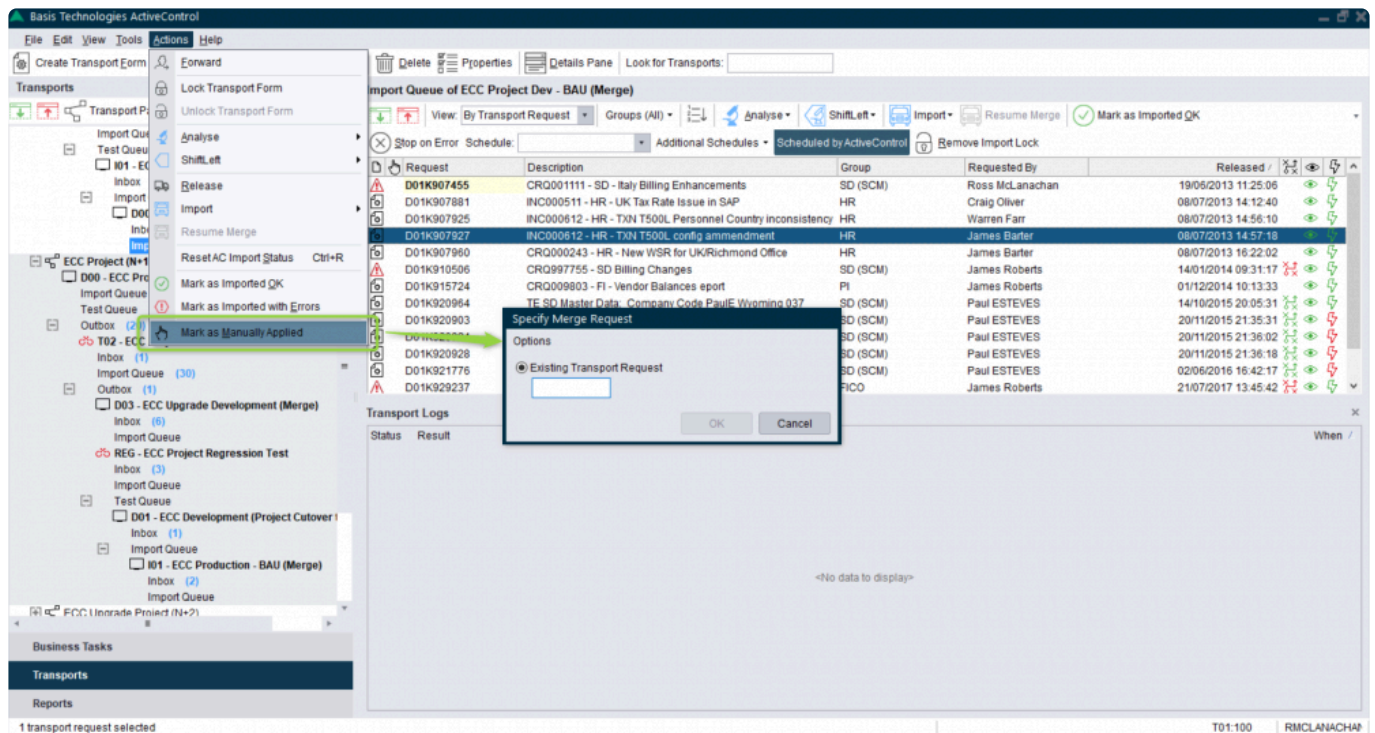 Basis Technologies ActiveControl
File Edit View Tools Actions Help
Create Transport Form
Delete Properties Details Pane Look for Transports:
Forward
Lock Transport Form
Unlock Transport Form
Analyse
ShiftLeft
Release
Import
Resume Merge
Reset AC Import Status Ctrl+R
Mark as Imported OK
Mark as Imported with Errors
Mark as Manually Applied
Transports
Import Que
Test Queu
I01 - EC
Inbox
Import
Inb
Imp
ECC Project (N+1
D00 - ECC Pro
Import Queue
Test Queue
Outbox
T02 - ECC
Inbox (1)
Import Queue (30)
Outbox (1)
D03 - ECC Upgrade Development (Merge)
Inbox (6)
Import Queue
REG - ECC Project Regression Test
Inbox (3)
Import Queue
Test Queue
D01 - ECC Development (Project Cutover
Inbox (1)
Import Queue
I01 - ECC Production - BAU (Merge)
Inbox (2)
Import Queue
ECC Upgrade Project (N+2)
Business Tasks
Transports
Reports
mport Queue of ECC Project Dev - BAU (Merge)
View: By Transport Request Groups (All) Analyse ShiftLeft Import Resume Merge Mark as Imported OK
Stop on Error Schedule: Additional Schedules Scheduled by ActiveControl Remove Import Lock
Request Description Group Requested By Released
D01K907455 CRQ001111 - SD - Italy Billing Enhancements SD (SCM) Ross McLanachan 19/06/2013 11:25:06
D01K907881 INC000511 - HR - UK Tax Rate Issue in SAP HR Craig Oliver 08/07/2013 14:12:40
D01K907925 INC000612 - HR - TXN T500L Personnel Country inconsistency HR Warren Farr 08/07/2013 14:56:10
D01K907927 INC000612 - HR - TXN T500L config ammendment HR James Barter 08/07/2013 14:57:18
D01K907960 CRQ000243 - HR - New WSR for UK/Richmond Office HR James Barter 08/07/2013 16:22:02
D01K910506 CRQ997755 - SD Billing Changes SD (SCM) James Roberts 14/01/2014 09:31:17
D01K915724 CRQ009803 - FI - Vendor Balances eport PI James Roberts 01/12/2014 10:13:33
D01K920964 TE SD Master Data: Company Code PaulE Wyoming 037 SD (SCM) Paul ESTEVES 14/10/2015 20:05:31
D01K920903 SD (SCM) Paul ESTEVES 20/11/2015 21:35:31
SD (SCM) Paul ESTEVES 20/11/2015 21:36:02
D01K920928 SD (SCM) Paul ESTEVES 20/11/2015 21:36:18
D01K921776 SD (SCM) Paul ESTEVES 02/06/2016 16:42:17
D01K929237 FICO James Roberts 21/07/2017 13:45:42
Specify Merge Request
Options
Existing Transport Request
OK Cancel
Transport Logs
Status Result When
<No data to display>
1 transport request selected
T01:100 RMCLANACHAN